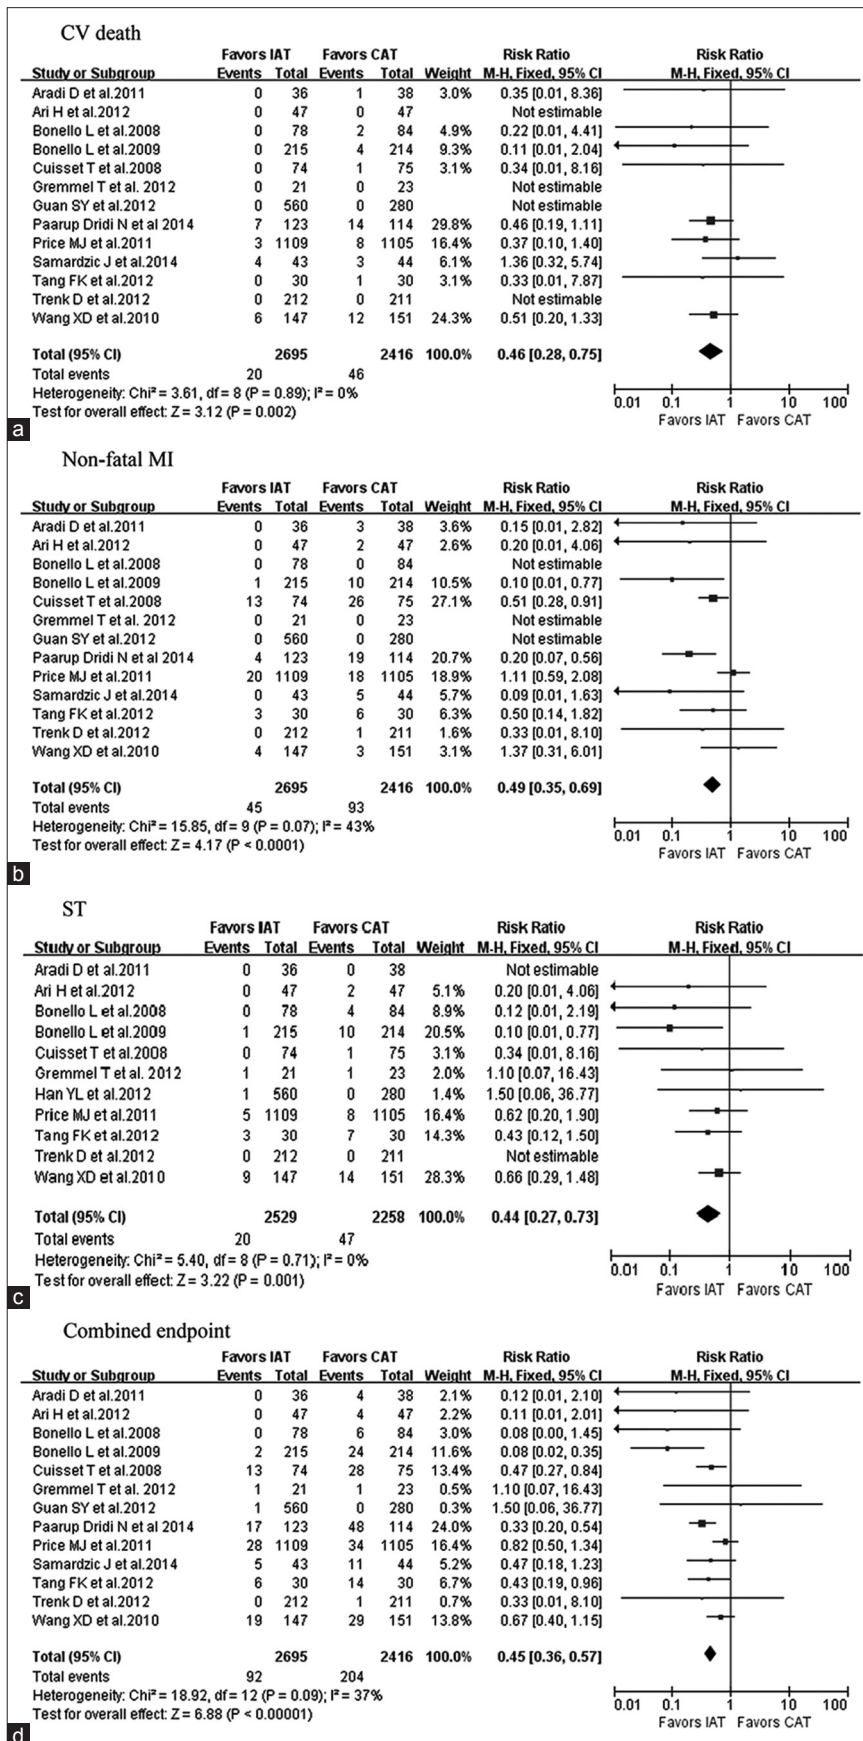 CV death
Favors IAT Favors CAT Risk Ratio Risk Ratio
Study or Subgroup Events Total Events Total Weight M-H, Fixed, 95% CI M-H, Fixed, 95% CI
Aradi D et al.2011 0 36 1 38 3.0% 0.35 [0.01, 8.36]
Ari H et al.2012 0 47 0 47 Not estimable
Bonello L et al.2008 0 78 2 84 4.9% 0.22 [0.01, 4.41]
Bonello L et al.2009 0 215 4 214 9.3% 0.11 [0.01, 2.04]
Cuisset T et al.2008 0 74 1 75 3.1% 0.34 [0.01, 8.16]
Gremmel T et al. 2012 0 21 0 23 Not estimable
Guan SY et al.2012 0 560 0 280 Not estimable
Paarup Dridi N et al 2014 7 123 14 114 29.8% 0.46 [0.19, 1.11]
Price MJ et al.2011 3 1109 8 1105 16.4% 0.37 [0.10, 1.40]
Samardzic J et al.2014 4 43 3 44 6.1% 1.36 [0.32, 5.74]
Tang FK et al.2012 0 30 1 30 3.1% 0.33 [0.01, 7.87]
Trenk D et al.2012 0 212 0 211 Not estimable
Wang XD et al.2010 6 147 12 151 24.3% 0.51 [0.20, 1.33]
Total (95% CI) 2695 2416 100.0% 0.46 [0.28, 0.75]
Total events 20 46
Heterogeneity: Chi² = 3.61, df = 8 (P = 0.89); I² = 0%
Test for overall effect: Z = 3.12 (P = 0.002)
0.01 0.1 1 10 100
Favors IAT Favors CAT
a
Non-fatal MI
Favors IAT Favors CAT Risk Ratio Risk Ratio
Study or Subgroup Events Total Events Total Weight M-H, Fixed, 95% CI M-H, Fixed, 95% CI
Aradi D et al.2011 0 36 3 38 3.6% 0.15 [0.01, 2.82]
Ari H et al.2012 0 47 2 47 2.6% 0.20 [0.01, 4.06]
Bonello L et al.2008 0 78 0 84 Not estimable
Bonello L et al.2009 1 215 10 214 10.5% 0.10 [0.01, 0.77]
Cuisset T et al.2008 13 74 26 75 27.1% 0.51 [0.28, 0.91]
Gremmel T et al. 2012 0 21 0 23 Not estimable
Guan SY et al.2012 0 560 0 280 Not estimable
Paarup Dridi N et al 2014 4 123 19 114 20.7% 0.20 [0.07, 0.56]
Price MJ et al.2011 20 1109 18 1105 18.9% 1.11 [0.59, 2.08]
Samardzic J et al.2014 0 43 5 44 5.7% 0.09 [0.01, 1.63]
Tang FK et al.2012 3 30 6 30 6.3% 0.50 [0.14, 1.82]
Trenk D et al.2012 0 212 1 211 1.6% 0.33 [0.01, 8.10]
Wang XD et al.2010 4 147 3 151 3.1% 1.37 [0.31, 6.01]
Total (95% CI) 2695 2416 100.0% 0.49 [0.35, 0.69]
Total events 45 93
Heterogeneity: Chi² = 15.85, df = 9 (P = 0.07); I² = 43%
Test for overall effect: Z = 4.17 (P < 0.0001)
0.01 0.1 1 10 100
Favors IAT Favors CAT
b
ST
Favors IAT Favors CAT Risk Ratio Risk Ratio
Study or Subgroup Events Total Events Total Weight M-H, Fixed, 95% CI M-H, Fixed, 95% CI
Aradi D et al.2011 0 36 0 38 Not estimable
Ari H et al.2012 0 47 2 47 5.1% 0.20 [0.01, 4.06]
Bonello L et al.2008 0 78 4 84 8.9% 0.12 [0.01, 2.19]
Bonello L et al.2009 1 215 10 214 20.5% 0.10 [0.01, 0.77]
Cuisset T et al.2008 0 74 1 75 3.1% 0.34 [0.01, 8.16]
Gremmel T et al. 2012 1 21 1 23 2.0% 1.10 [0.07, 16.43]
Han YL et al.2012 1 560 0 280 1.4% 1.50 [0.06, 36.77]
Price MJ et al.2011 5 1109 8 1105 16.4% 0.62 [0.20, 1.90]
Tang FK et al.2012 3 30 7 30 14.3% 0.43 [0.12, 1.50]
Trenk D et al.2012 0 212 0 211 Not estimable
Wang XD et al.2010 9 147 14 151 28.3% 0.66 [0.29, 1.48]
Total (95% CI) 2529 2258 100.0% 0.44 [0.27, 0.73]
Total events 20 47
Heterogeneity: Chi² = 5.40, df = 8 (P = 0.71); I² = 0%
Test for overall effect: Z = 3.22 (P = 0.001)
0.01 0.1 1 10 100
Favors IAT Favors CAT
c
Combined endpoint
Favors IAT Favors CAT Risk Ratio Risk Ratio
Study or Subgroup Events Total Events Total Weight M-H, Fixed, 95% CI M-H, Fixed, 95% CI
Aradi D et al.2011 0 36 4 38 2.1% 0.12 [0.01, 2.10]
Ari H et al.2012 0 47 4 47 2.2% 0.11 [0.01, 2.01]
Bonello L et al.2008 0 78 6 84 3.0% 0.08 [0.00, 1.45]
Bonello L et al.2009 2 215 24 214 11.6% 0.08 [0.02, 0.35]
Cuisset T et al.2008 13 74 28 75 13.4% 0.47 [0.27, 0.84]
Gremmel T et al. 2012 1 21 1 23 0.5% 1.10 [0.07, 16.43]
Guan SY et al.2012 1 560 0 280 0.3% 1.50 [0.06, 36.77]
Paarup Dridi N et al 2014 17 123 48 114 24.0% 0.33 [0.20, 0.54]
Price MJ et al.2011 28 1109 34 1105 16.4% 0.82 [0.50, 1.34]
Samardzic J et al.2014 5 43 11 44 5.2% 0.47 [0.18, 1.23]
Tang FK et al.2012 6 30 14 30 6.7% 0.43 [0.19, 0.96]
Trenk D et al.2012 0 212 1 211 0.7% 0.33 [0.01, 8.10]
Wang XD et al.2010 19 147 29 151 13.8% 0.67 [0.40, 1.15]
Total (95% CI) 2695 2416 100.0% 0.45 [0.36, 0.57]
Total events 92 204
Heterogeneity: Chi² = 18.92, df = 12 (P = 0.09); I² = 37%
Test for overall effect: Z = 6.88 (P < 0.00001)
0.01 0.1 1 10 100
Favors IAT Favors CAT
d